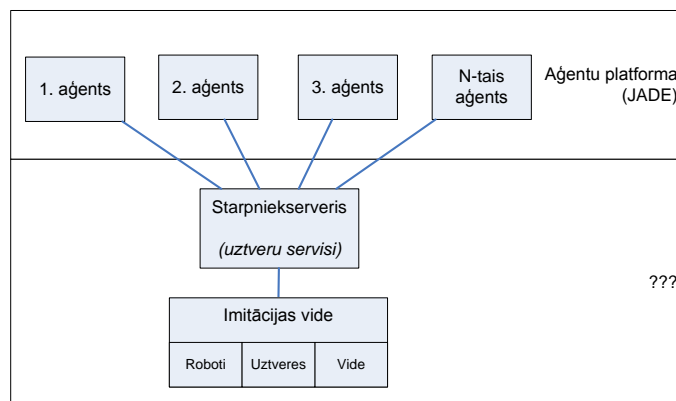 1. aģents
2. aģents
3. aģents
N-tais
aģents
Aģentu platforma
(JADE)
Starpniekserveris
(uztveru servisi)
???
Imitācijas vide
Roboti
Uztveres
Vide